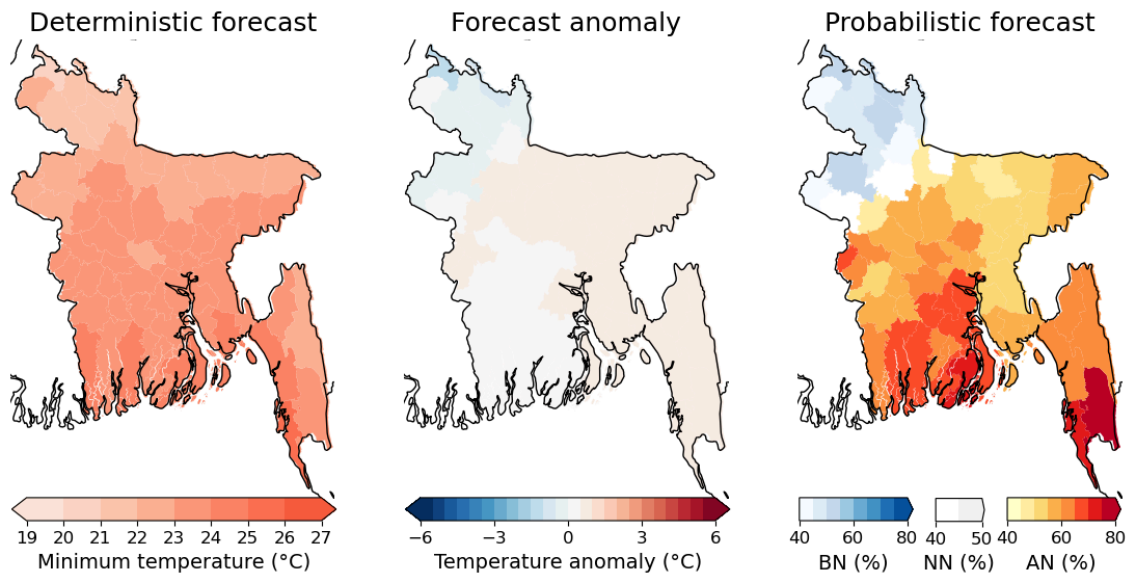 Deterministic forecast
Forecast anomaly
Probabilistic forecast
19 20 21 22 23 24 25 26 27
Minimum temperature (°C)
−6 −3 0 3 6
Temperature anomaly (°C)
40 60 80
BN (%)
40 50
NN (%)
40 60 80
AN (%)